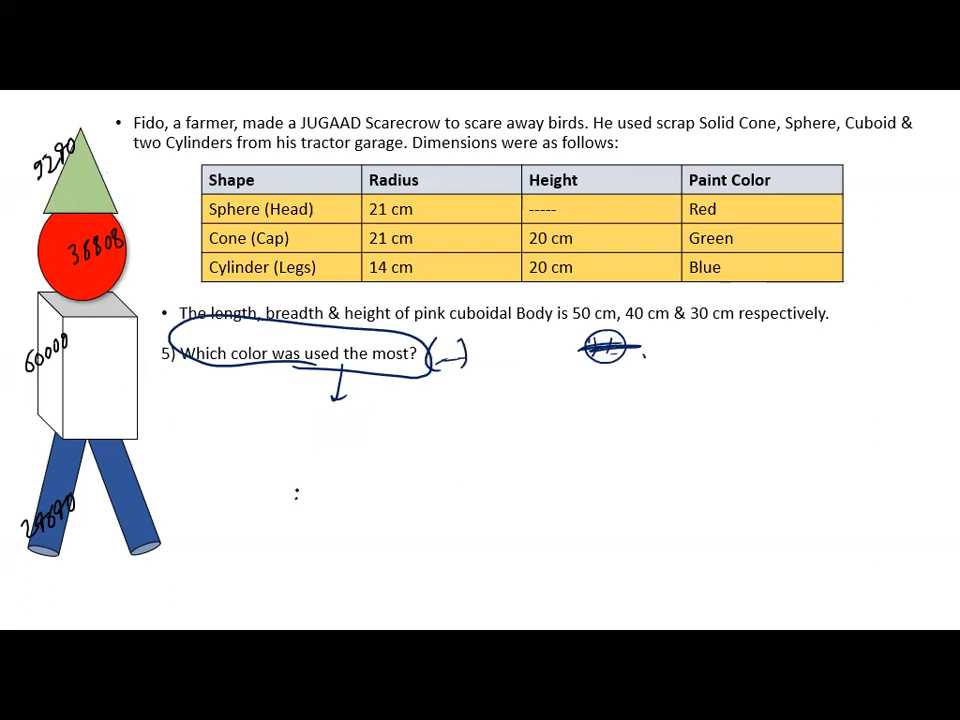 • Fido, a farmer, made a JUGAAD Scarecrow to scare away birds. He used scrap Solid Cone, Sphere, Cuboid &
two Cylinders from his tractor garage. Dimensions were as follows:
Shape Radius Height Paint Color
Sphere (Head) 21 cm ----- Red
Cone (Cap) 21 cm 20 cm Green
Cylinder (Legs) 14 cm 20 cm Blue
• The length, breadth & height of pink cuboidal Body is 50 cm, 40 cm & 30 cm respectively.
5) Which color was used the most?
38808
60000